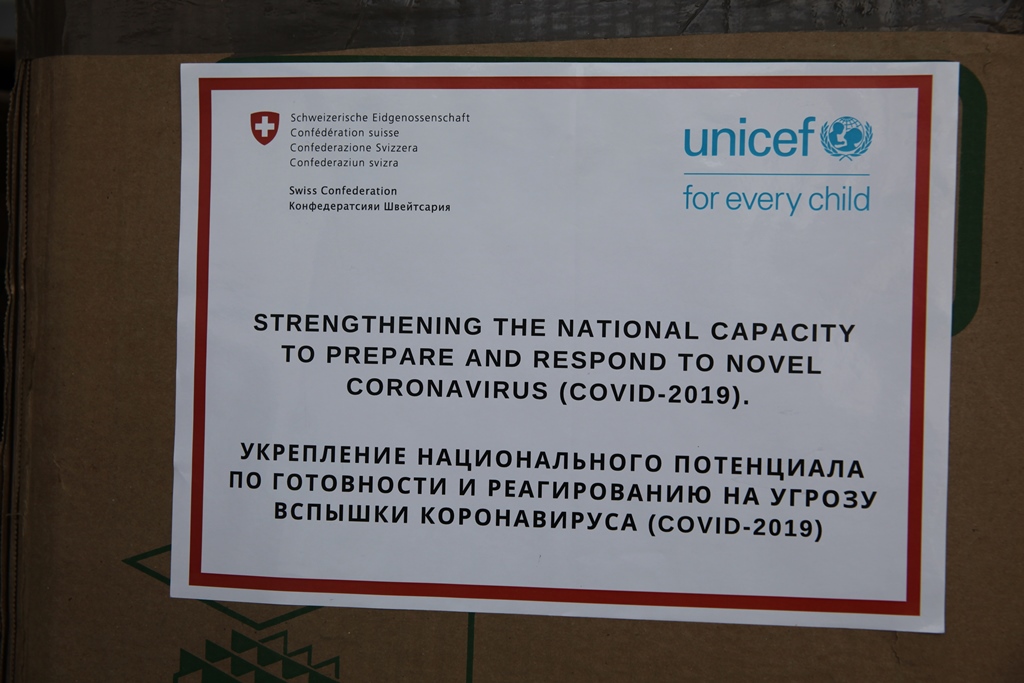 Schweizerische Eidgenossenschaft
Confédération suisse
Confederazione Svizzera
Confederaziun svizra
Swiss Confederation
Конфедератсияи Швейтсария
unicef
for every child
STRENGTHENING THE NATIONAL CAPACITY
TO PREPARE AND RESPOND TO NOVEL
CORONAVIRUS (COVID-2019).
УКРЕПЛЕНИЕ НАЦИОНАЛЬНОГО ПОТЕНЦИАЛА
ПО ГОТОВНОСТИ И РЕАГИРОВАНИЮ НА УГРОЗУ
ВСПЫШКИ КОРОНАВИРУСА (COVID-2019)